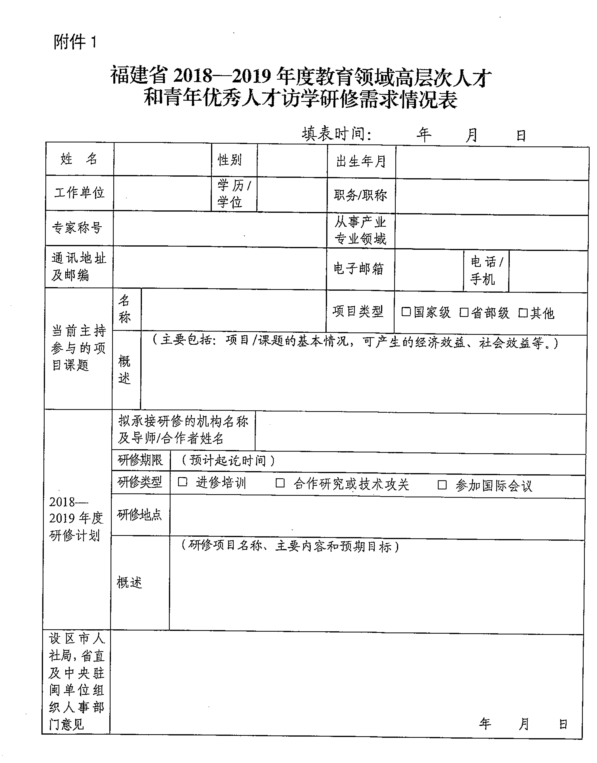 附件1
福建省2018—2019年度教育领域高层次人才
和青年优秀人才访学研修需求情况表
填表时间： 年 月 日
姓 名 性别 出生年月
工作单位 学历/学位 职务/职称
专家称号 从事产业专业领域
通讯地址及邮编 电子邮箱 电话/手机
当前主持参与的项目课题
名称 项目类型 □国家级 □省部级 □其他
概述 （主要包括：项目/课题的基本情况，可产生的经济效益、社会效益等。）
2018—2019年度研修计划
拟承接研修的机构名称及导师/合作者姓名
研修期限 （预计起讫时间）
研修类型 □ 进修培训 □ 合作研究或技术攻关 □ 参加国际会议
研修地点
概述 （研修项目名称、主要内容和预期目标）
设区市人社局，省直及中央驻闽单位组织人事部门意见
年 月 日